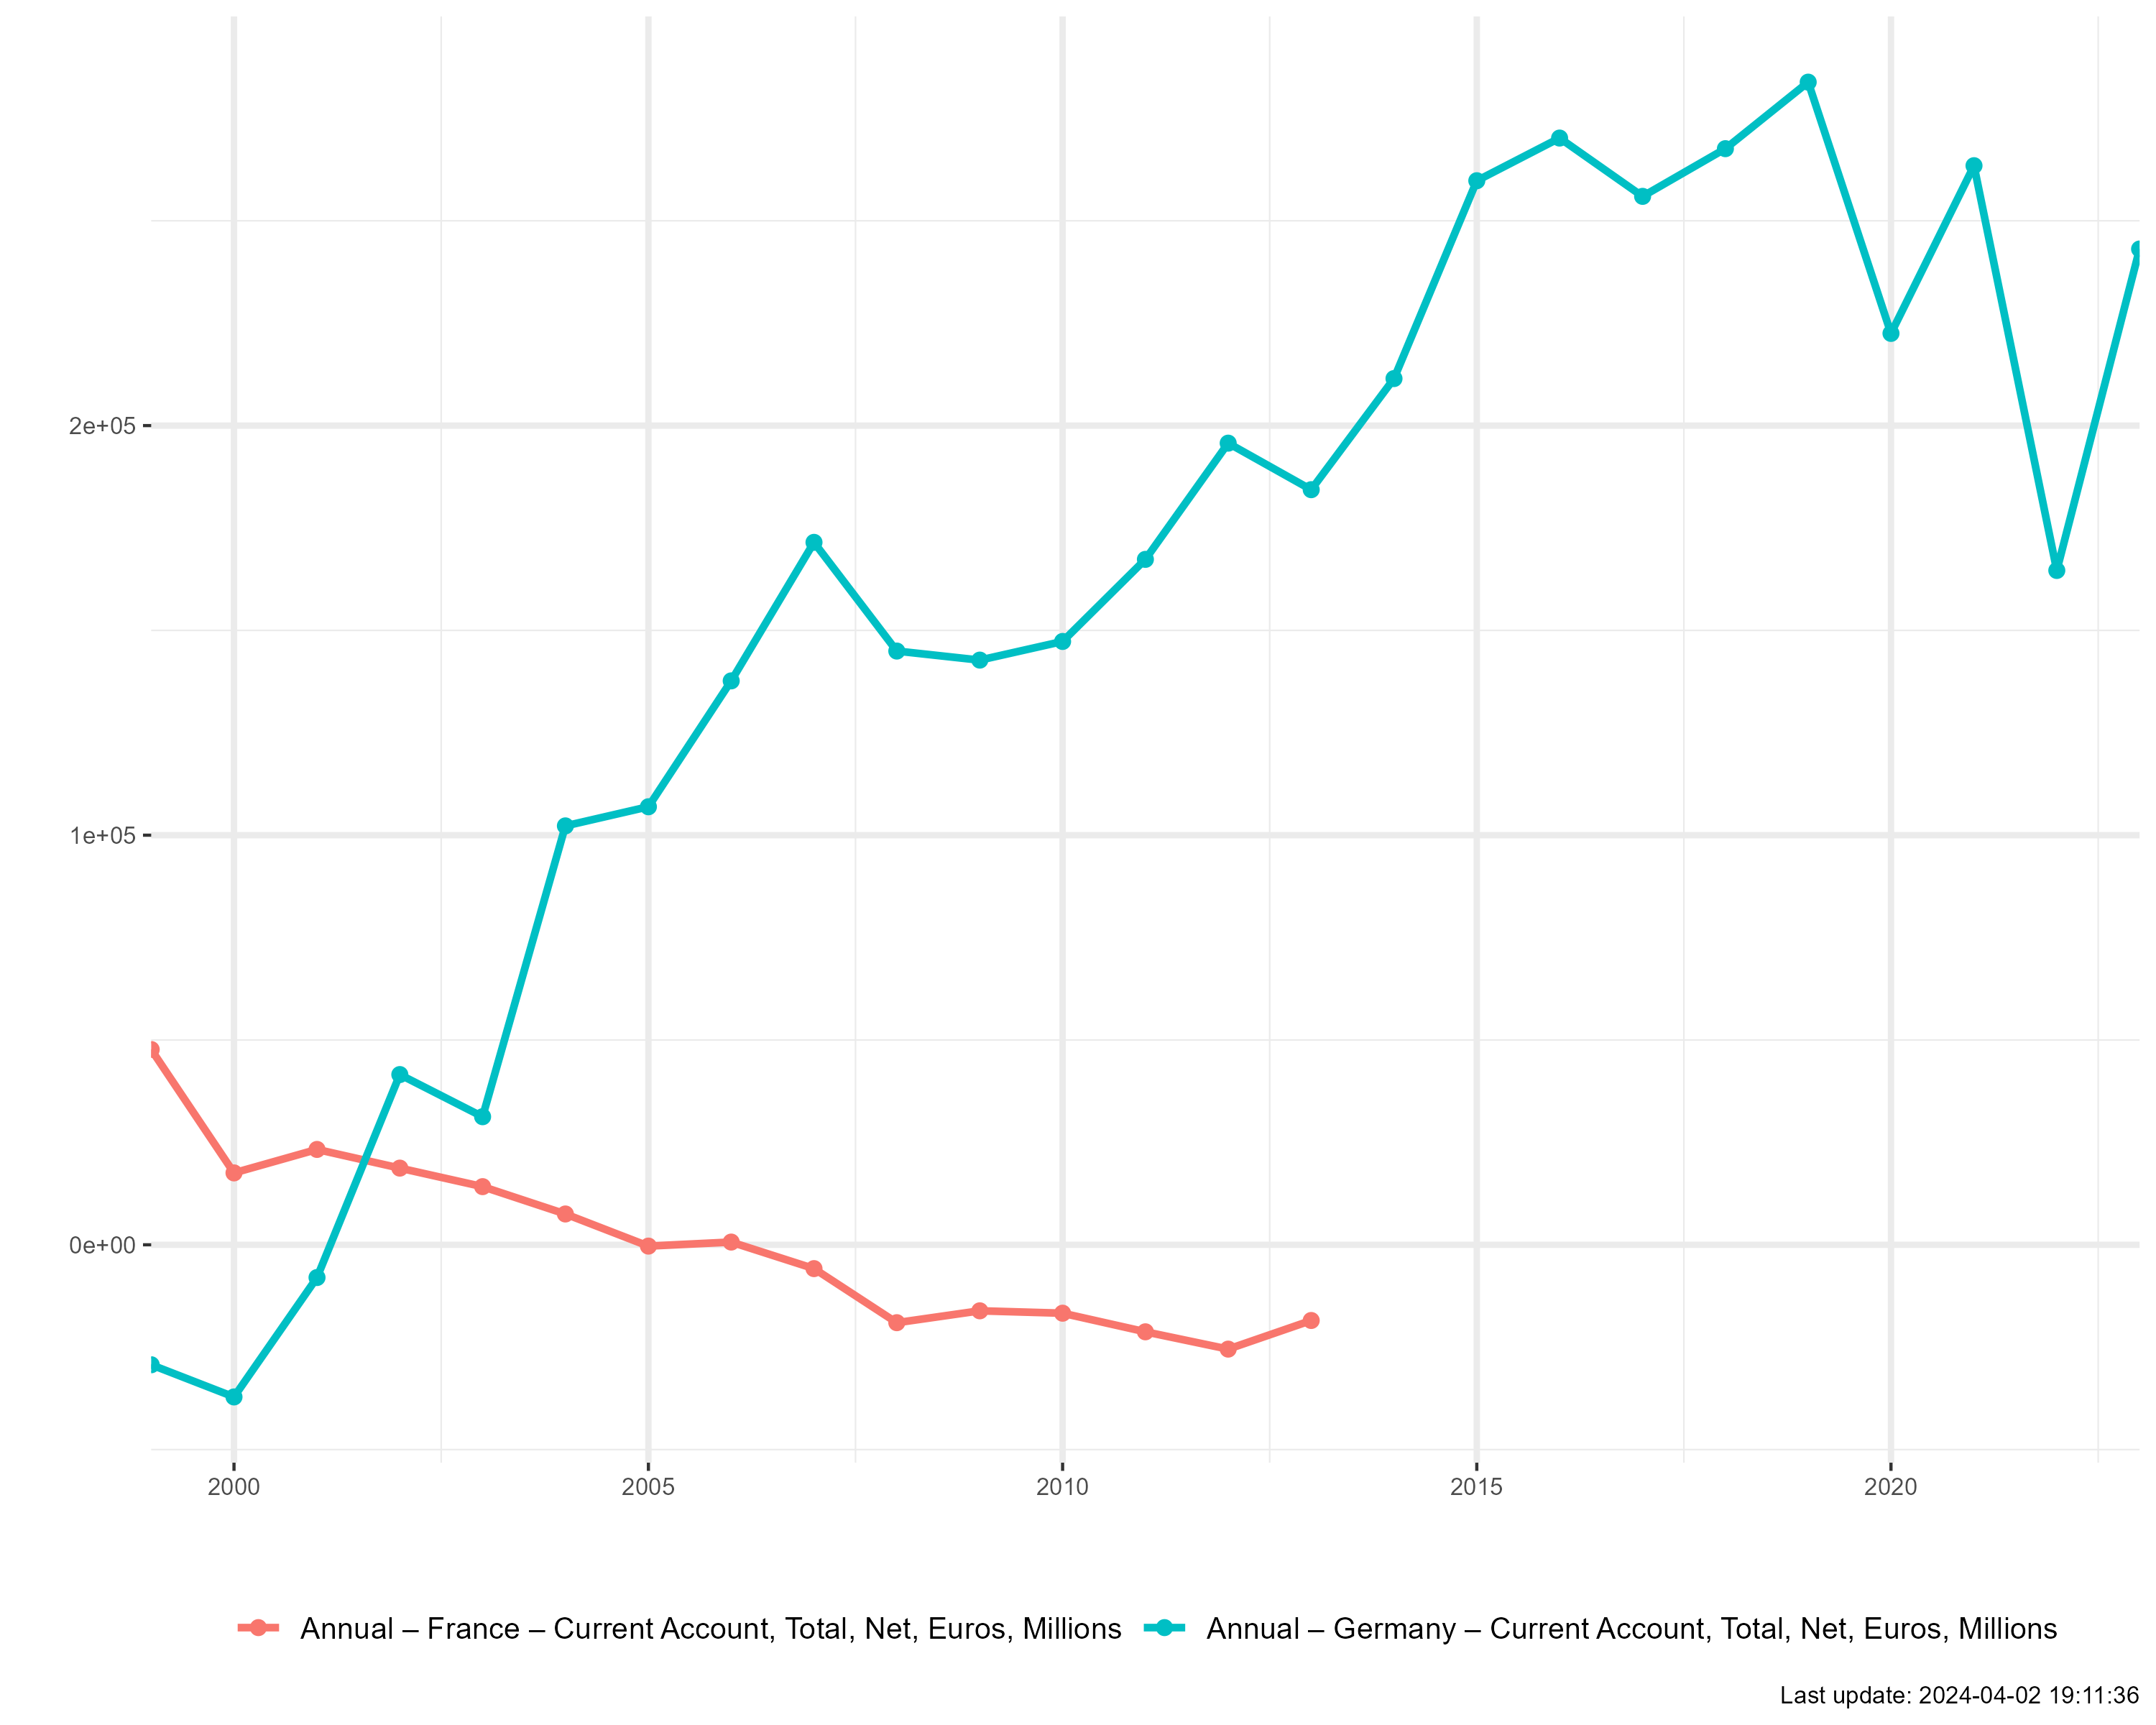 2e+05
1e+05
0e+00
2000 2005 2010 2015 2020
Annual – France – Current Account, Total, Net, Euros, Millions Annual – Germany – Current Account, Total, Net, Euros, Millions
Last update: 2024-04-02 19:11:36